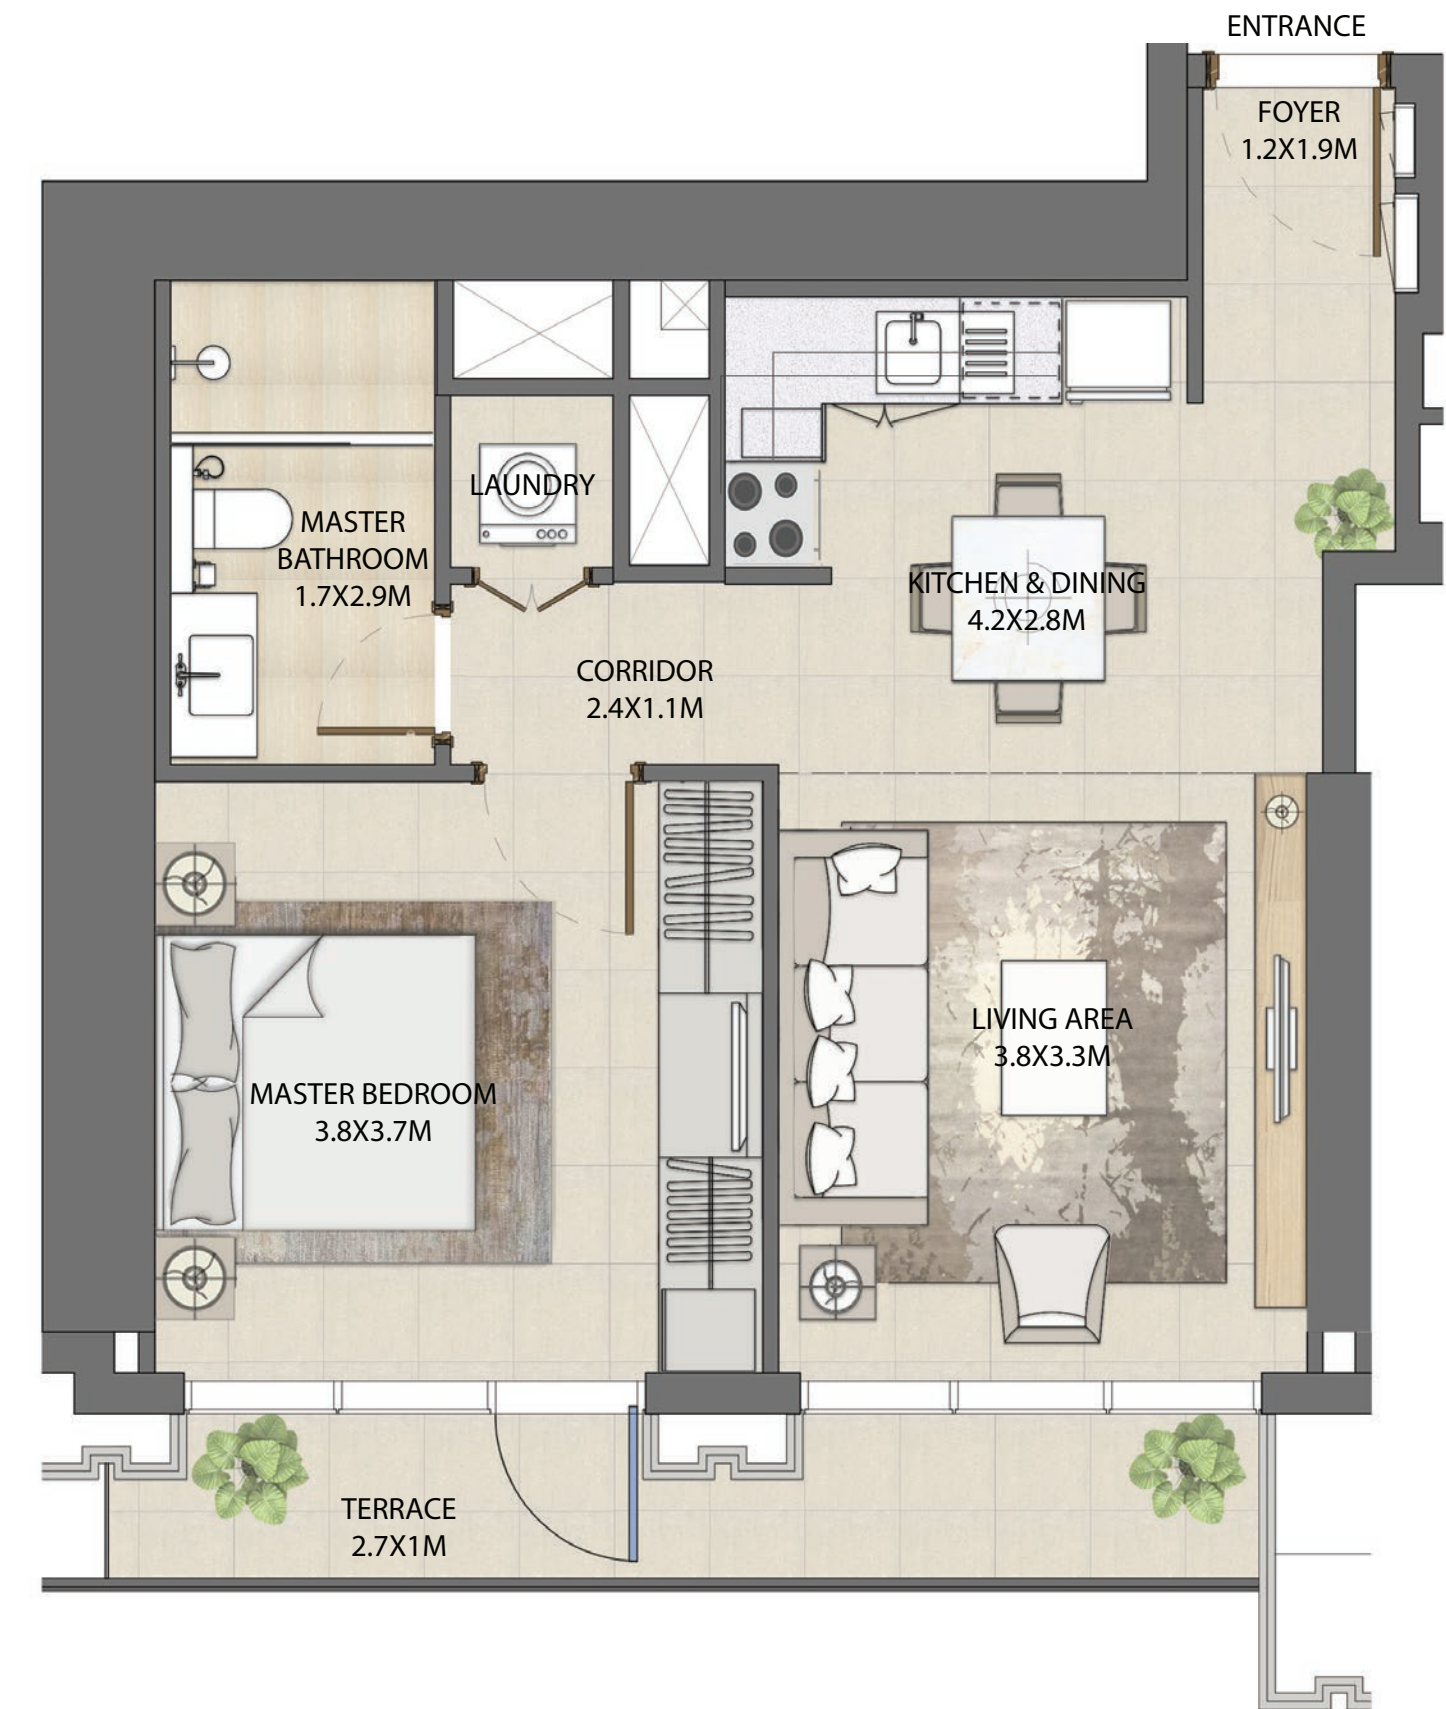 ENTRANCE
FOYER
1.2X1.9M
LAUNDRY
MASTER
BATHROOM
1.7X2.9M
KITCHEN & DINING
4.2X2.8M
CORRIDOR
2.4X1.1M
LIVING AREA
3.8X3.3M
MASTER BEDROOM
3.8X3.7M
TERRACE
2.7X1M